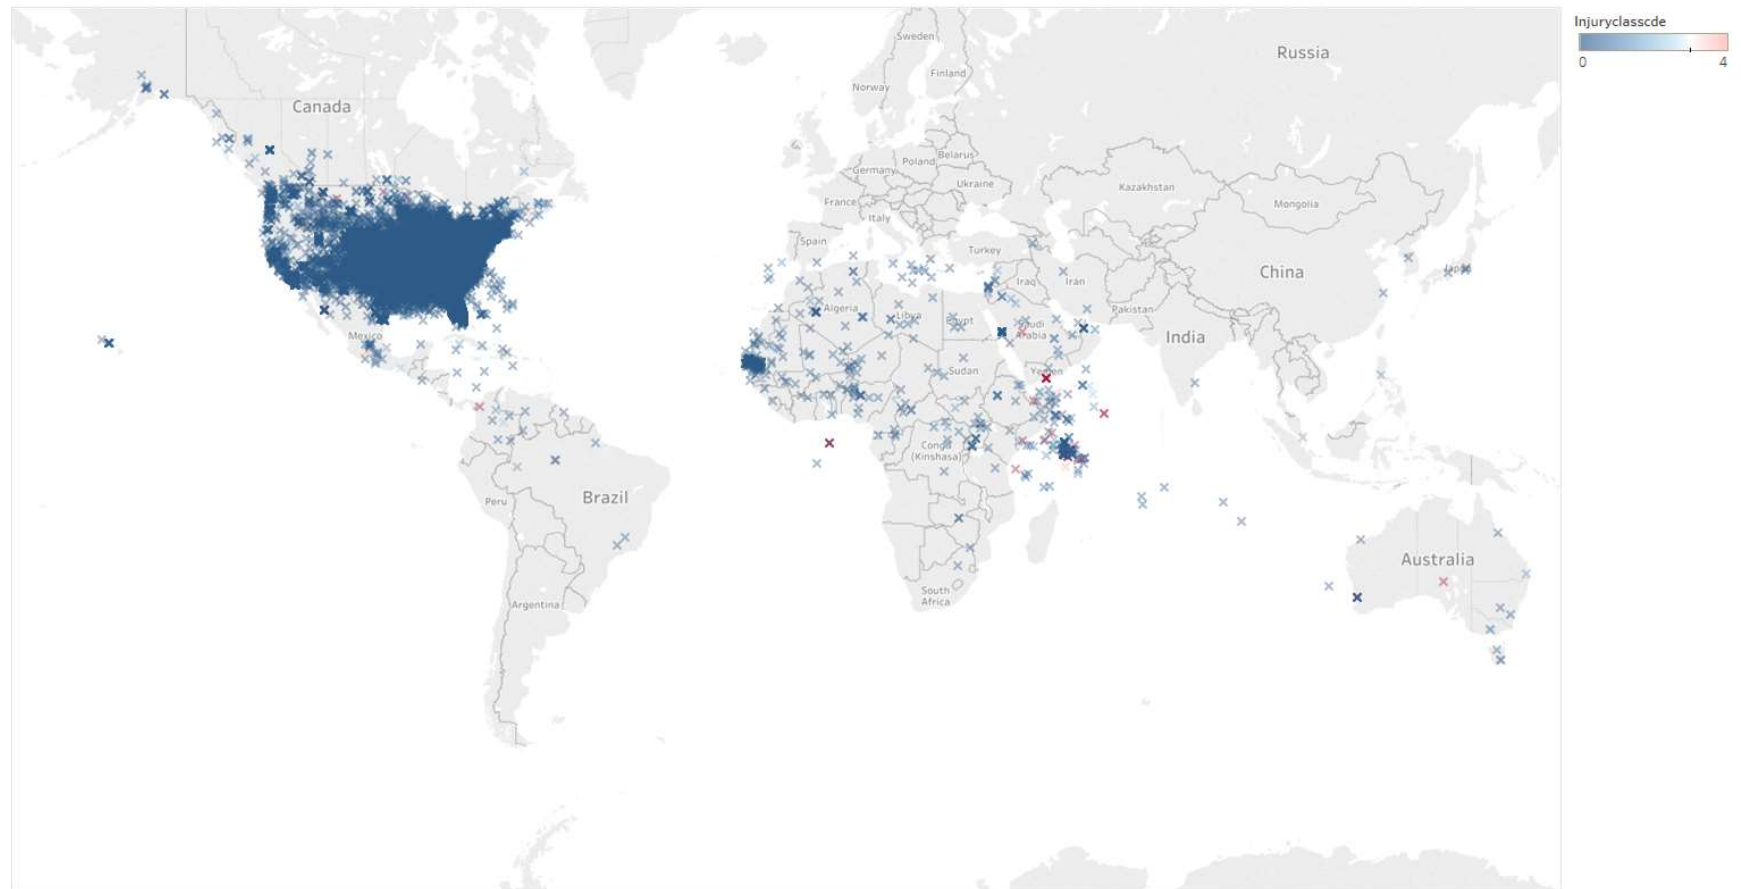 Injuryclasscde
0 4
Sweden
Russia
Finland
Norway
Canada
Poland
Belarus
Germany
Ukraine
Kazakhstan
France
Mongolia
Italy
Spain
Turkey
China
Iraq
Iran
Japan
Algeria
Libya
Egypt
Pakistan
Saudi
Arabia
India
Mexico
Sudan
Yemen
Congo
(Kinshasa)
Peru
Brazil
Australia
South
Africa
Argentina